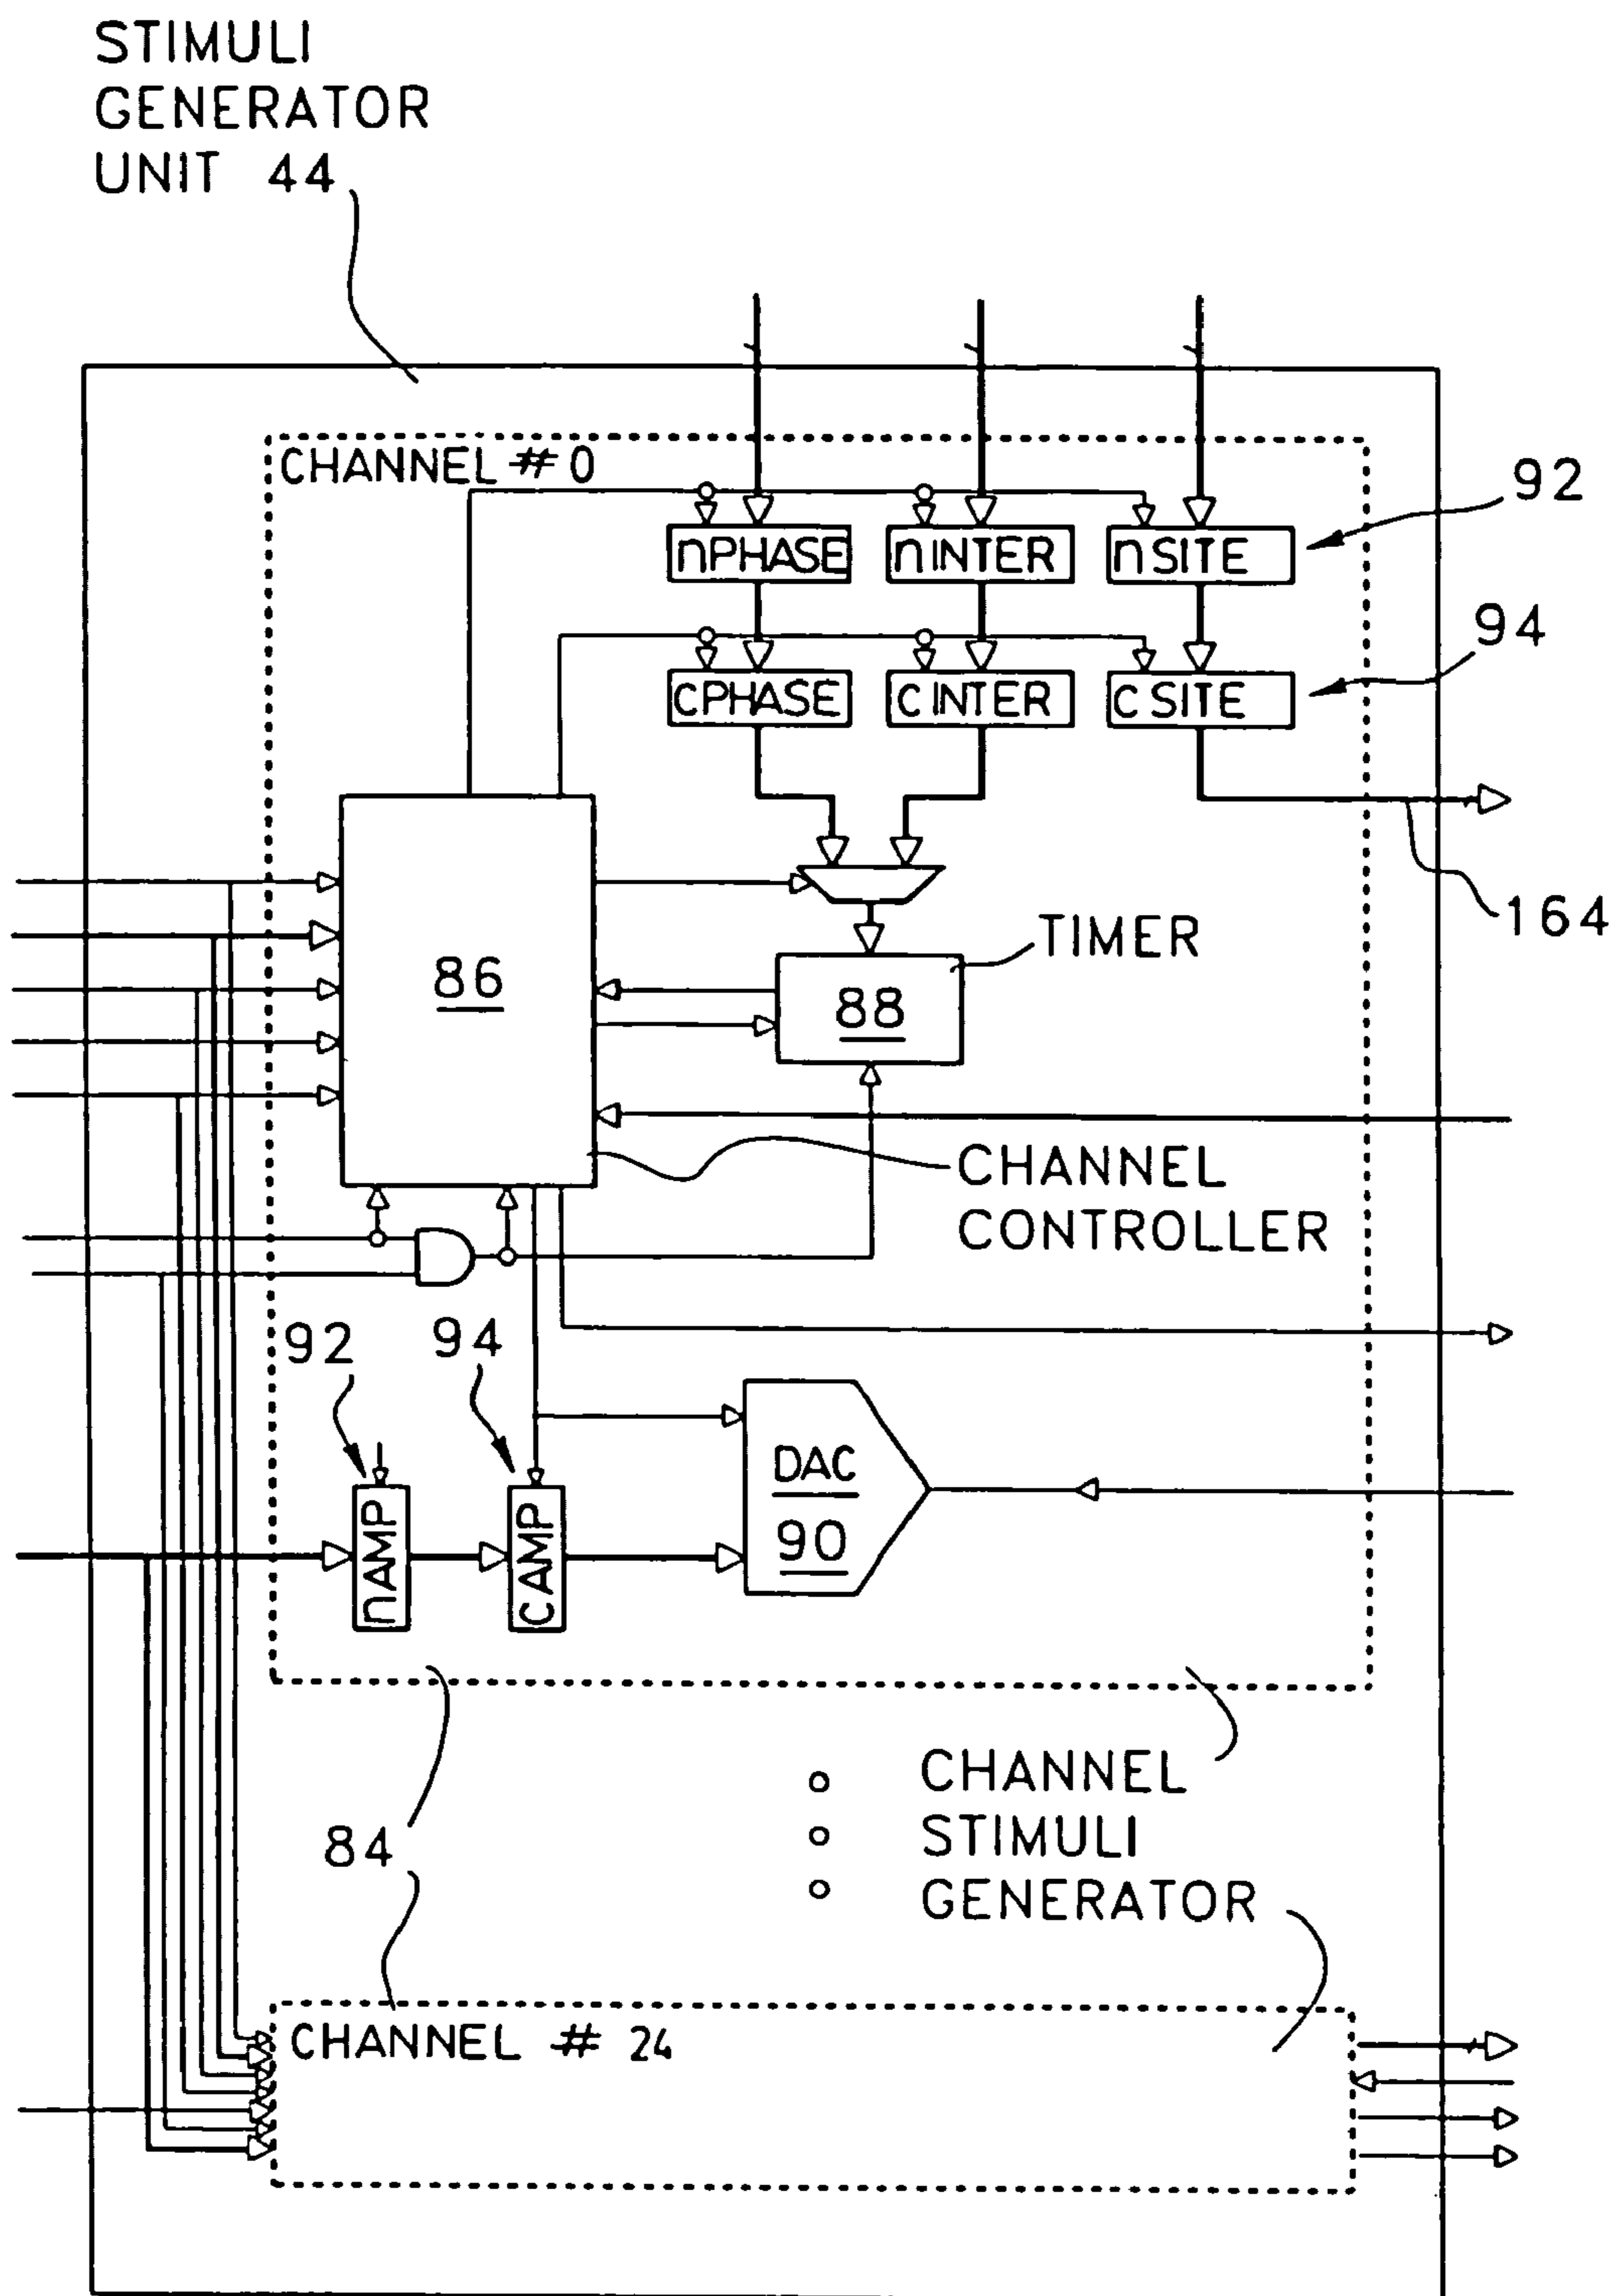 STIMULI
GENERATOR
UNIT 44
CHANNEL # 0
92
nPHASE
nINTER
nSITE
94
CPHASE
CINTER
CSITE
164
TIMER
86
88
CHANNEL
CONTROLLER
92
94
DAC
90
nAMP
CAMP
84
CHANNEL
STIMULI
GENERATOR
CHANNEL # 24